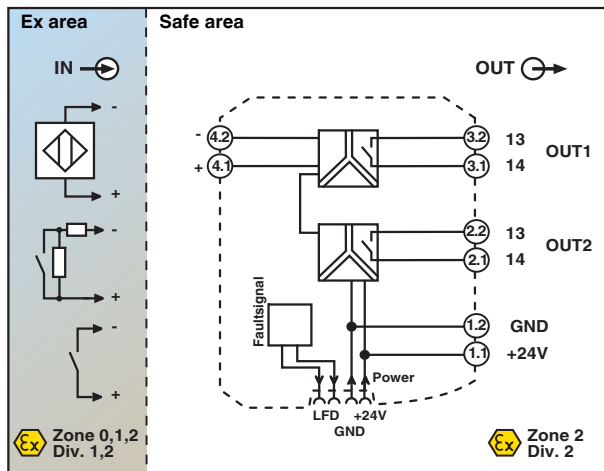 Ex area
Safe area
IN
OUT
-
+
-
+
-
+
- 4.2
+ 4.1
3.2 13
OUT1
3.1 14
2.2 13
OUT2
2.1 14
Faultsignal
1.2 GND
1.1 +24V
Power
LFD +24V
GND
Ex Zone 0,1,2
Div. 1,2
Ex Zone 2
Div. 2